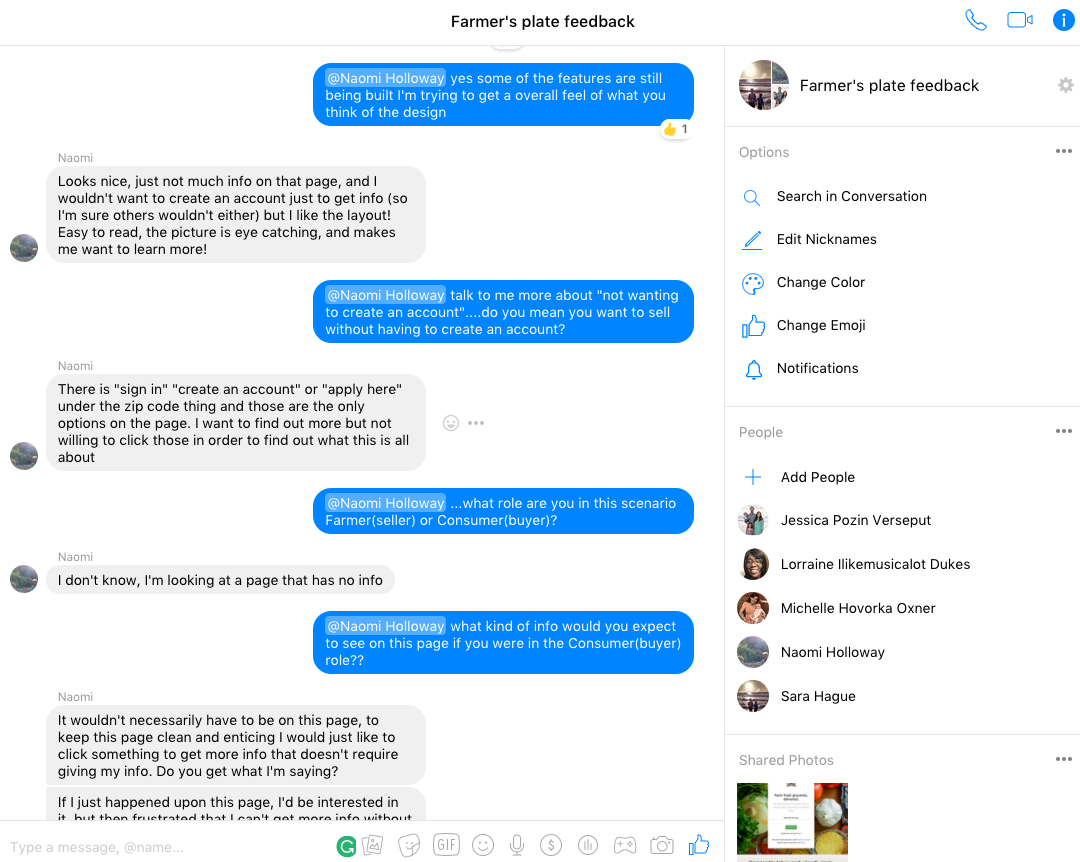 Farmer's plate feedback
@Naomi Holloway yes some of the features are still
being built I'm trying to get a overall feel of what you
think of the design
1
Naomi
Looks nice, just not much info on that page, and I
wouldn't want to create an account just to get info (so
I'm sure others wouldn't either) but I like the layout!
Easy to read, the picture is eye catching, and makes
me want to learn more!
@Naomi Holloway talk to me more about "not wanting
to create an account"....do you mean you want to sell
without having to create an account?
Naomi
There is "sign in" "create an account" or "apply here"
under the zip code thing and those are the only
options on the page. I want to find out more but not
willing to click those in order to find out what this is all
about
@Naomi Holloway ...what role are you in this scenario
Farmer(seller) or Consumer(buyer)?
Naomi
I don't know, I'm looking at a page that has no info
@Naomi Holloway what kind of info would you expect
to see on this page if you were in the Consumer(buyer)
role??
Naomi
It wouldn't necessarily have to be on this page, to
keep this page clean and enticing I would just like to
click something to get more info that doesn't require
giving my info. Do you get what I'm saying?
If I just happened upon this page, I'd be interested in
it, but then frustrated that I can't get more info without
Type a message, @name...
GIF
Farmer's plate feedback
Options
Search in Conversation
Edit Nicknames
Change Color
Change Emoji
Notifications
People
Add People
Jessica Pozin Verseput
Lorraine Ilikemusicalot Dukes
Michelle Hovorka Oxner
Naomi Holloway
Sara Hague
Shared Photos